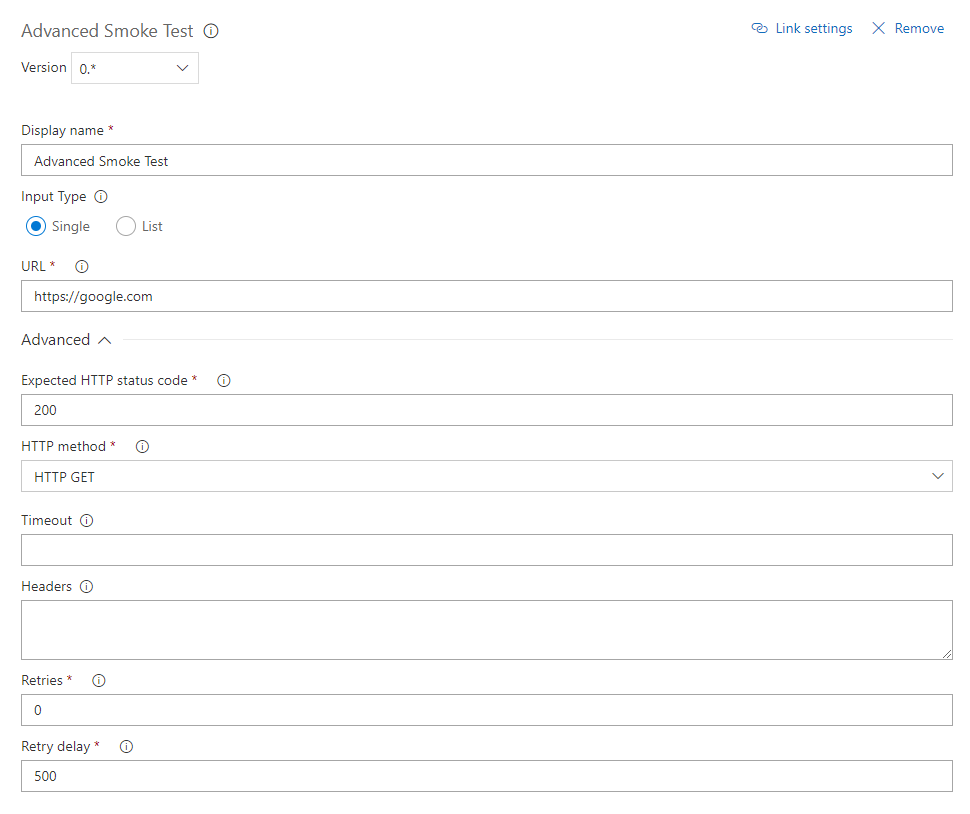 Advanced Smoke Test
Link settings
Remove
Version 0.*
Display name *
Advanced Smoke Test
Input Type
Single List
URL *
https://google.com
Advanced
Expected HTTP status code *
200
HTTP method *
HTTP GET
Timeout
Headers
Retries *
0
Retry delay *
500